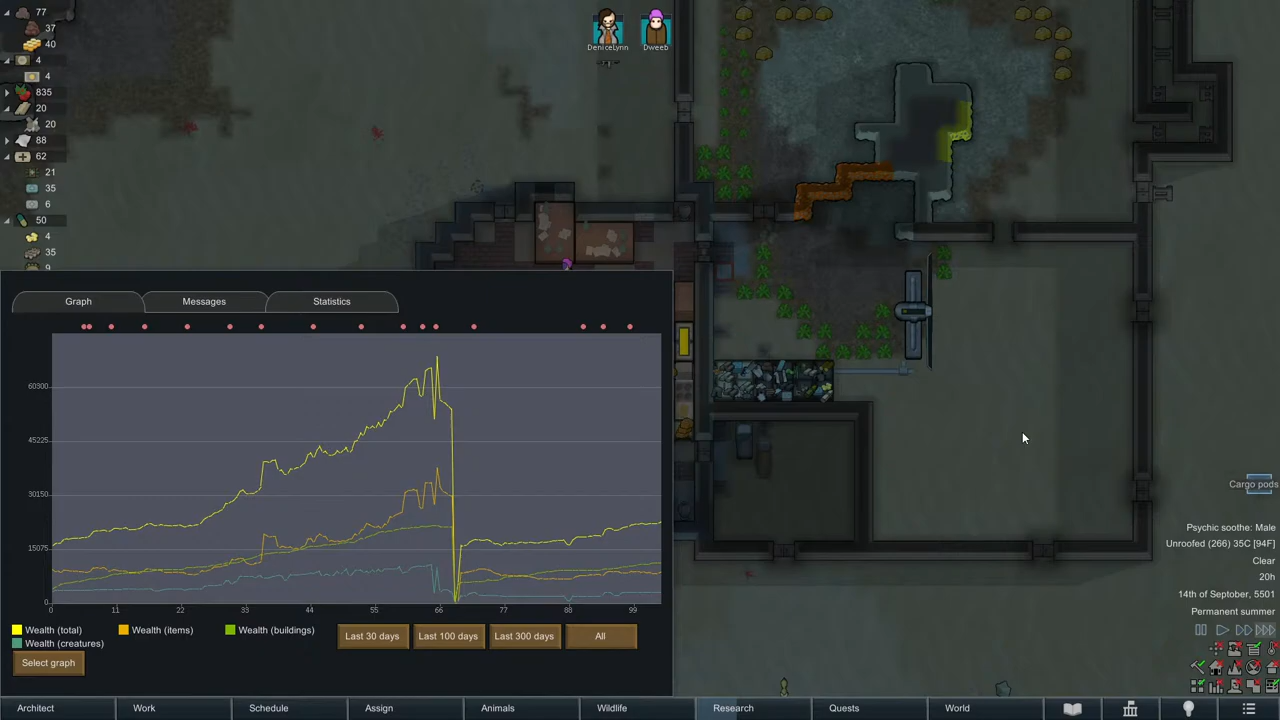 77
37
40
4
4
835
20
20
88
62
21
35
6
50
4
35
DeniceLynn Dweeb
Graph Messages Statistics
60300
45225
30150
15075
0
0 11 22 33 44 55 66 77 88 99
Wealth (total) Wealth (items) Wealth (buildings)
Wealth (creatures)
Last 30 days Last 100 days Last 300 days All
Select graph
Cargo pods
Psychic soothe: Male
Unroofed (266) 35C [94F]
Clear
20h
14th of September, 5501
Permanent summer
Architect Work Schedule Assign Animals Wildlife Research Quests World